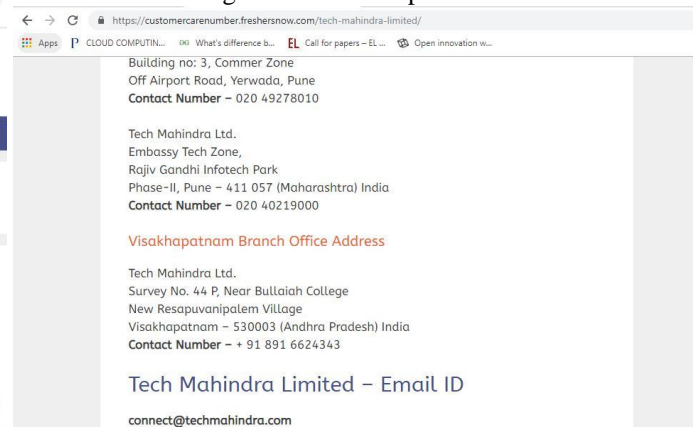 https://customercarenumber.freshersnow.com/tech-mahindra-limited/
Apps P CLOUD COMPUTIN... What's difference b... EL Call for papers – EL ... Open innovation w...
Building no: 3, Commer Zone
Off Airport Road, Yerwada, Pune
Contact Number – 020 49278010
Tech Mahindra Ltd.
Embassy Tech Zone,
Rajiv Gandhi Infotech Park
Phase-II, Pune – 411 057 (Maharashtra) India
Contact Number – 020 40219000
Visakhapatnam Branch Office Address
Tech Mahindra Ltd.
Survey No. 44 P, Near Bullaiah College
New Resapuvanipalem Village
Visakhapatnam – 530003 (Andhra Pradesh) India
Contact Number – + 91 891 6624343
Tech Mahindra Limited – Email ID
connect@techmahindra.com